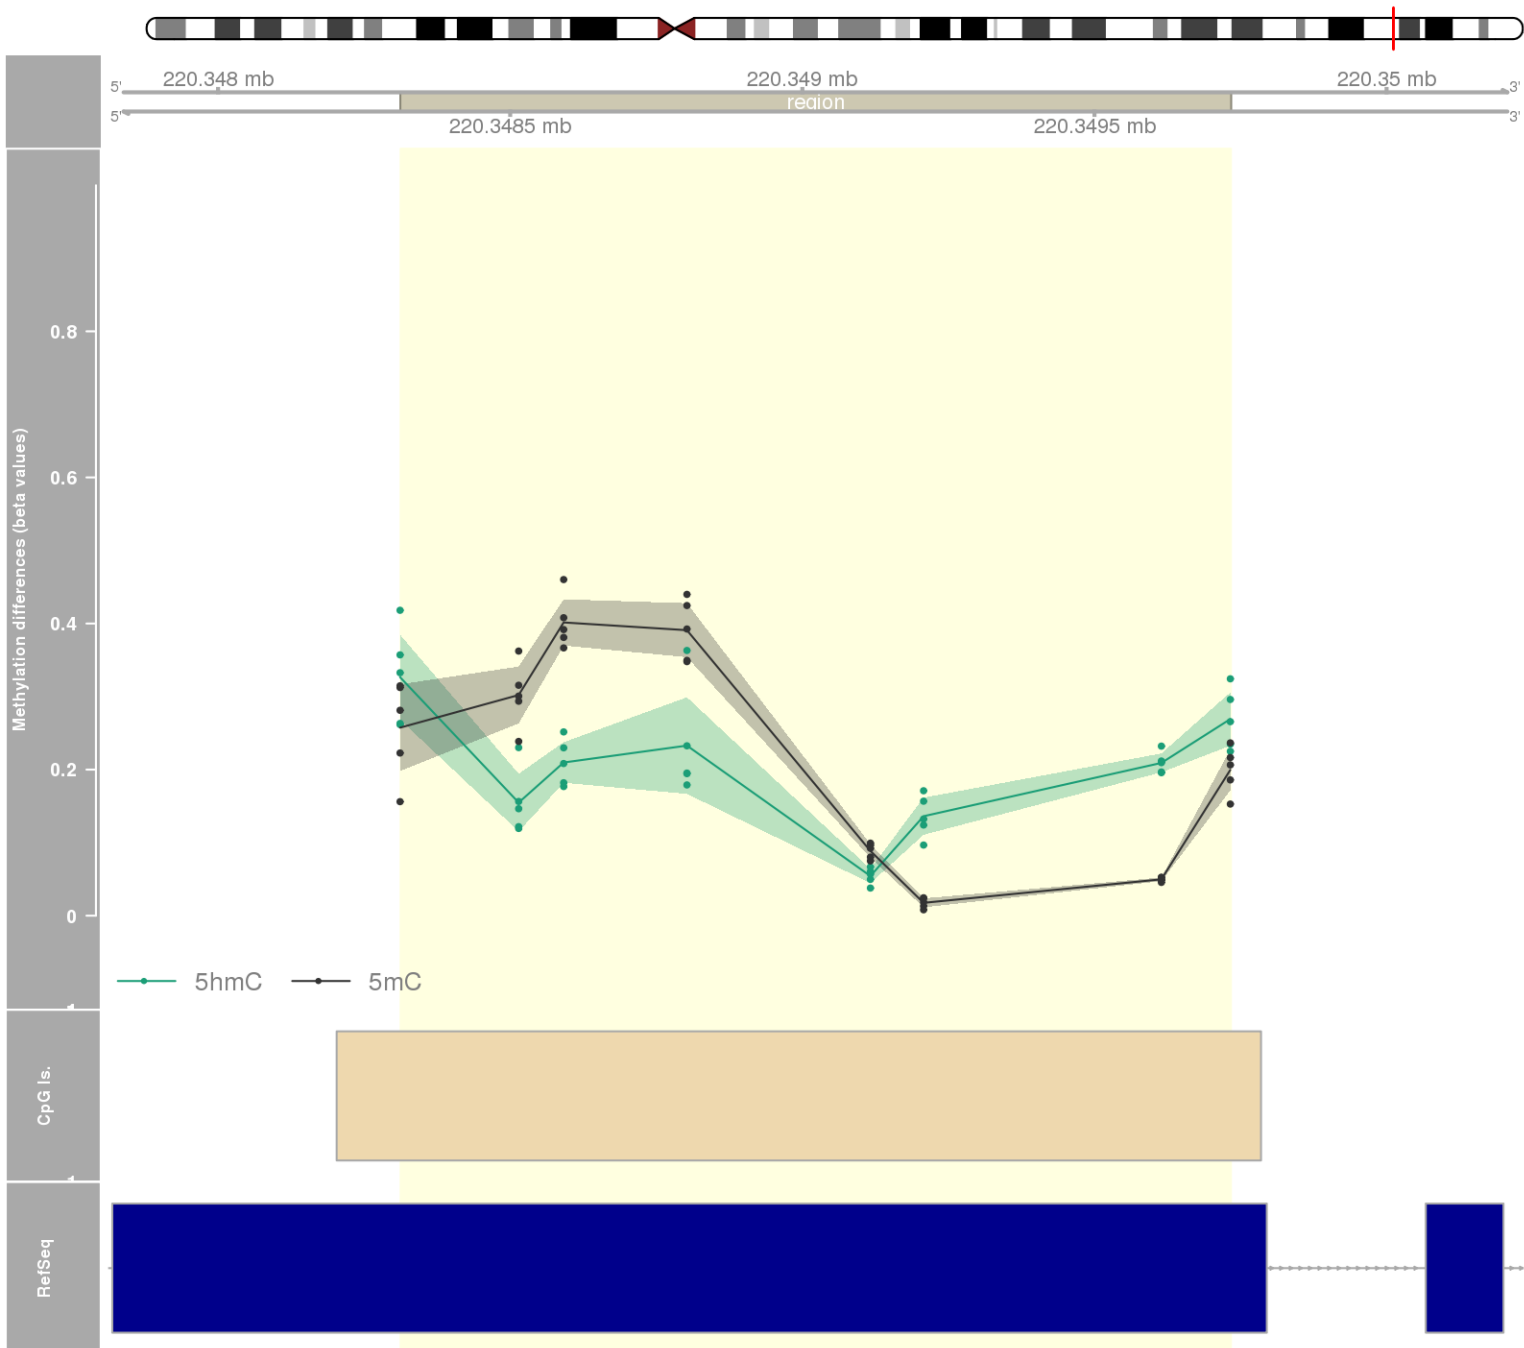 220.348 mb
220.349 mb
220.35 mb
5'
3'
region
5'
3'
220.3485 mb
220.3495 mb
Methylation differences (beta values)
0.8
0.6
0.4
0.2
0
5hmC
5mC
CpG Is.
RefSeq